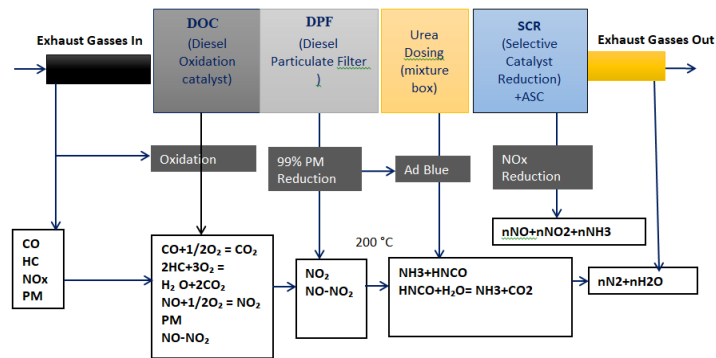 Exhaust Gasses In
DOC
(Diesel
Oxidation
catalyst)
DPF
(Diesel
Particulate Filter
)
Urea
Dosing
(mixture
box)
SCR
(Selective
Catalyst
Reduction)
+ASC
Exhaust Gasses Out
Oxidation
99% PM
Reduction
Ad Blue
NOx
Reduction
nNO+nNO2+nNH3
CO
HC
NOx
PM
CO+1/2O₂ = CO₂
2HC+3O₂ =
H₂ O+2CO₂
NO+1/2O₂ = NO₂
PM
NO-NO₂
NO₂
NO-NO₂
200 °C
NH3+HNCO
HNCO+H₂O= NH3+CO2
nN2+nH2O